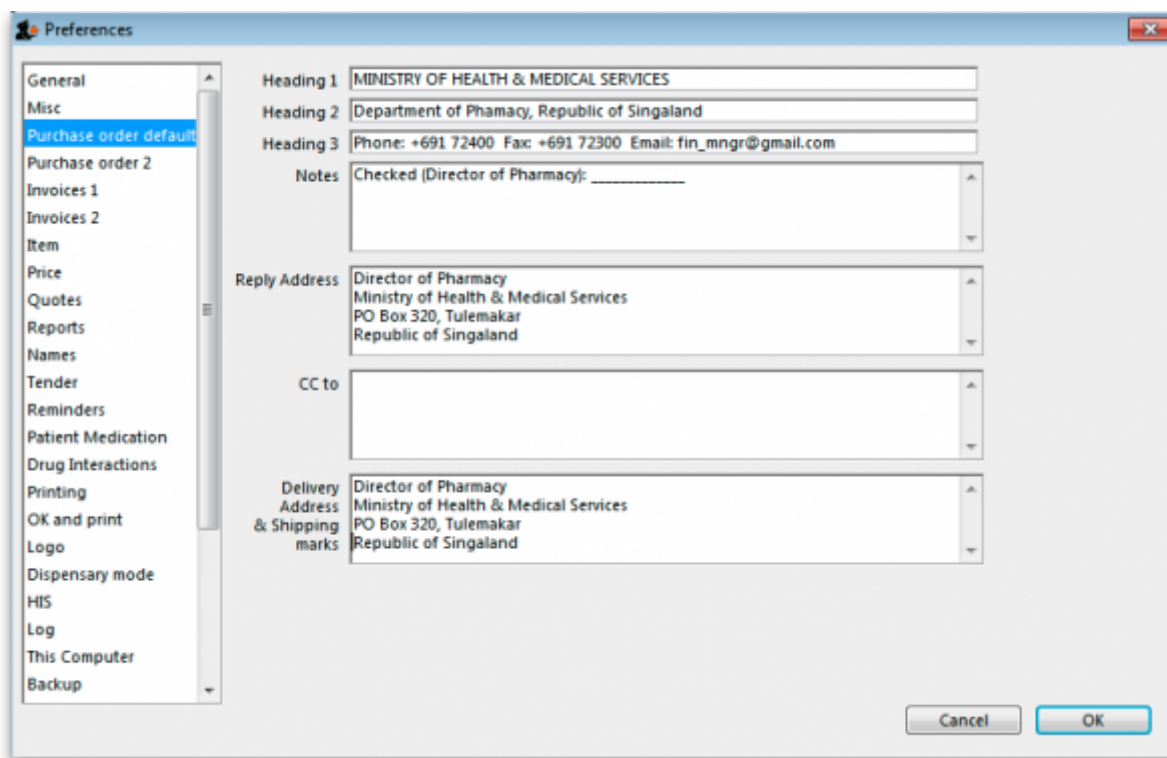 Preferences
General
Misc
Purchase order default
Purchase order 2
Invoices 1
Invoices 2
Item
Price
Quotes
Reports
Names
Tender
Reminders
Patient Medication
Drug Interactions
Printing
OK and print
Logo
Dispensary mode
HIS
Log
This Computer
Backup
Heading 1 MINISTRY OF HEALTH & MEDICAL SERVICES
Heading 2 Department of Phamacy, Republic of Singaland
Heading 3 Phone: +691 72400 Fax: +691 72300 Email: fin_mngr@gmail.com
Notes Checked (Director of Pharmacy): _____________
Reply Address Director of Pharmacy
Ministry of Health & Medical Services
PO Box 320, Tulemakar
Republic of Singaland
CC to
Delivery Director of Pharmacy
Address Ministry of Health & Medical Services
& Shipping PO Box 320, Tulemakar
marks Republic of Singaland
Cancel OK